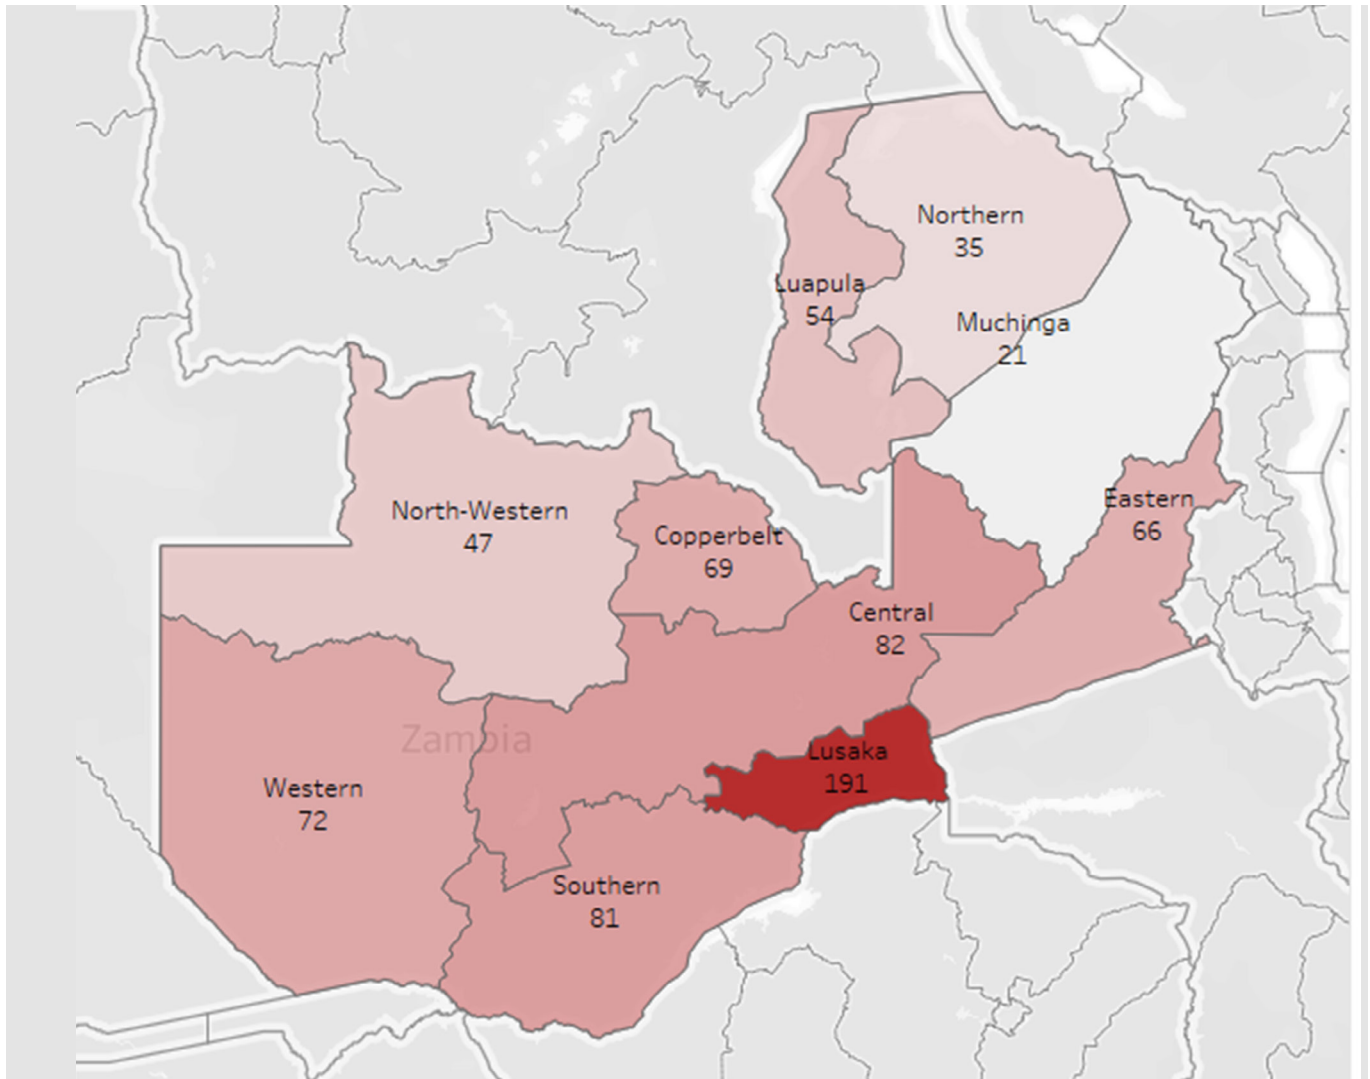 Northern
35
Luapula
54
Muchinga
21
North-Western
47
Copperbelt
69
Eastern
66
Central
82
Zambia
Lusaka
191
Western
72
Southern
81